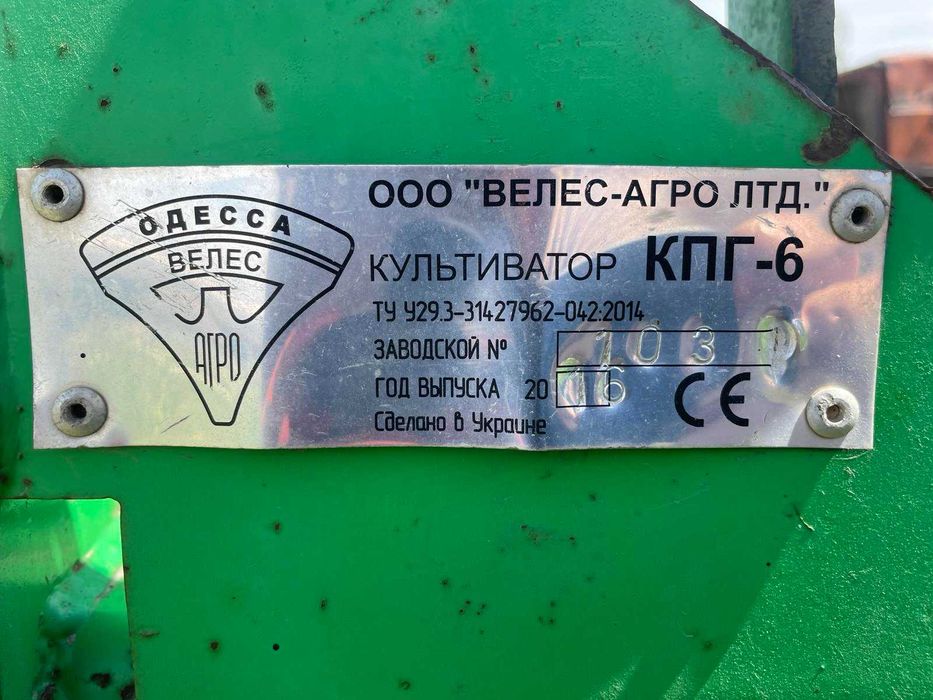 ОДЕССА
ВЕЛЕС
АГРО
ООО "ВЕЛЕС-АГРО ЛТД."
КУЛЬТИВАТОР КПГ-6
ТУ У29.3-31427962-042:2014
ЗАВОДСКОЙ № 103
ГОД ВЫПУСКА 2016
Сделано в Украине
CE